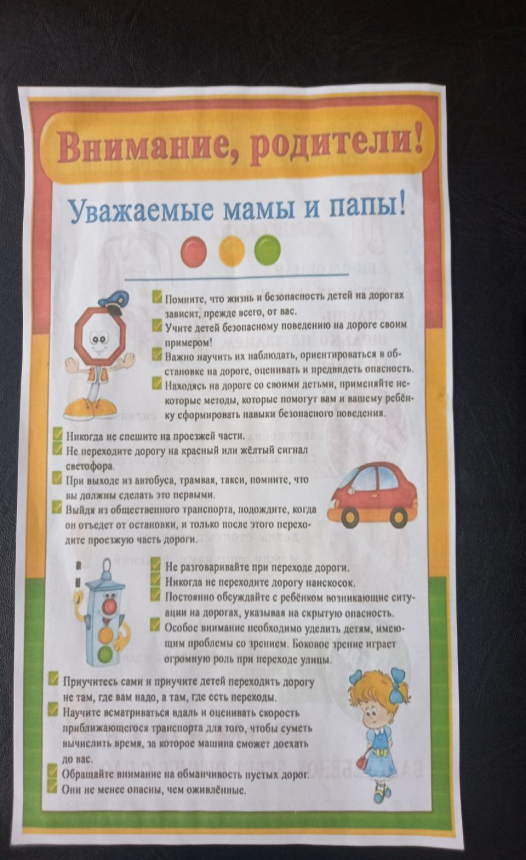 Внимание, родители!
Уважаемые мамы и папы!
Помните, что жизнь и безопасность детей на дорогах
зависит, прежде всего, от вас.
Учите детей безопасному поведению на дороге своим
примером!
Важно научить их наблюдать, ориентироваться в об-
становке на дороге, оценивать и предвидеть опасность.
Находясь на дороге со своими детьми, применяйте не-
которые методы, которые помогут вам и вашему ребён-
ку сформировать навыки безопасного поведения.
Никогда не спешите на проезжей части.
Не переходите дорогу на красный или жёлтый сигнал
светофора.
При выходе из автобуса, трамвая, такси, помните, что
вы должны сделать это первыми.
Выйдя из общественного транспорта, подождите, когда
он отъедет от остановки, и только после этого перехо-
дите проезжую часть дороги.
Не разговаривайте при переходе дороги.
Никогда не переходите дорогу наискосок.
Постоянно обсуждайте с ребёнком возникающие ситу-
ации на дорогах, указывая на скрытую опасность.
Особое внимание необходимо уделить детям, имею-
щим проблемы со зрением. Боковое зрение играет
огромную роль при переходе улицы.
Приучитесь сами и приучите детей переходить дорогу
не там, где вам надо, а там, где есть переходы.
Научите всматриваться вдаль и оценивать скорость
приближающегося транспорта для того, чтобы суметь
вычислить время, за которое машина сможет доехать
до вас.
Обращайте внимание на обманчивость пустых дорог.
Они не менее опасны, чем оживлённые.